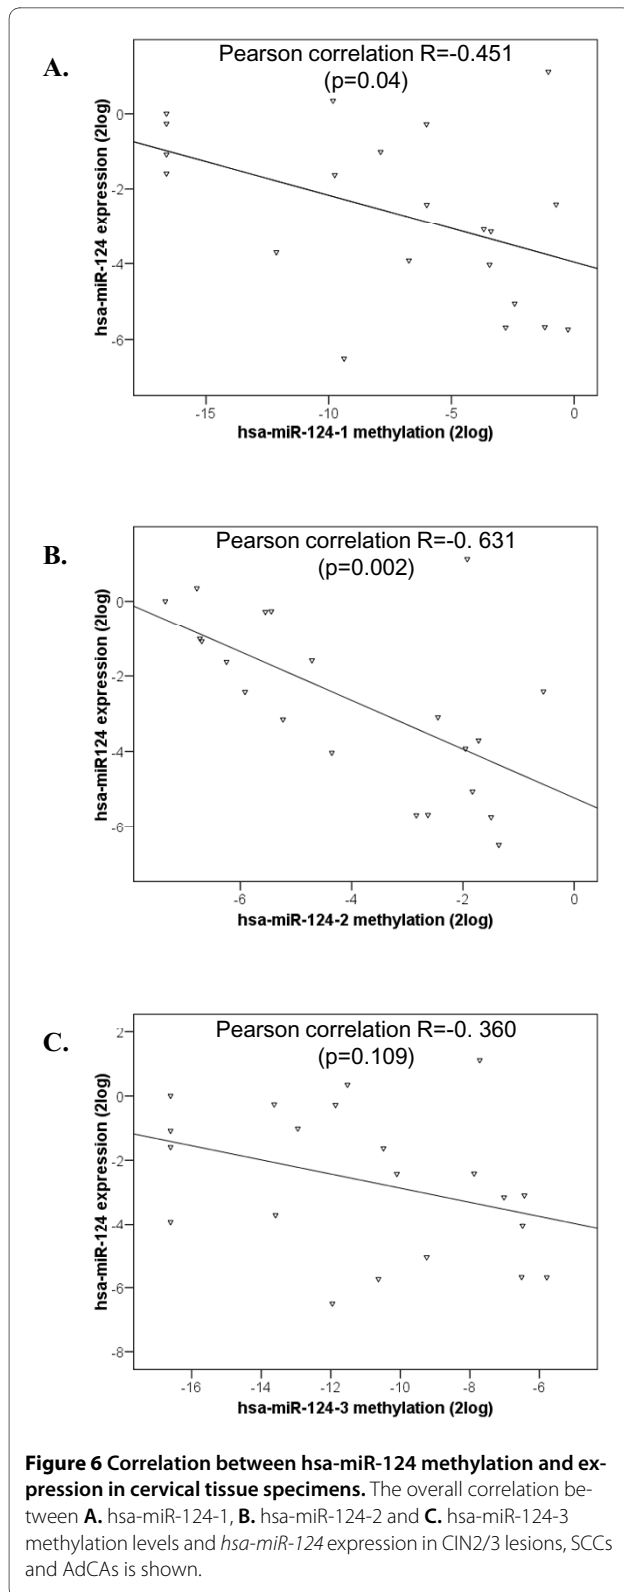 A.
Pearson correlation R=-0.451
(p=0.04)
hsa-miR-124 expression (2log)
0
-2
-4
-6
-15 -10 -5 0
hsa-miR-124-1 methylation (2log)
B.
Pearson correlation R=-0. 631
(p=0.002)
hsa-miR124 expression (2log)
0
-2
-4
-6
-6 -4 -2 0
hsa-miR-124-2 methylation (2log)
C.
Pearson correlation R=-0. 360
(p=0.109)
hsa-miR-124 expression (2log)
2
0
-2
-4
-6
-8
-16 -14 -12 -10 -8 -6
hsa-miR-124-3 methylation (2log)
Figure 6 Correlation between hsa-miR-124 methylation and ex-
pression in cervical tissue specimens. The overall correlation be-
tween A. hsa-miR-124-1, B. hsa-miR-124-2 and C. hsa-miR-124-3
methylation levels and hsa-miR-124 expression in CIN2/3 lesions, SCCs
and AdCAs is shown.